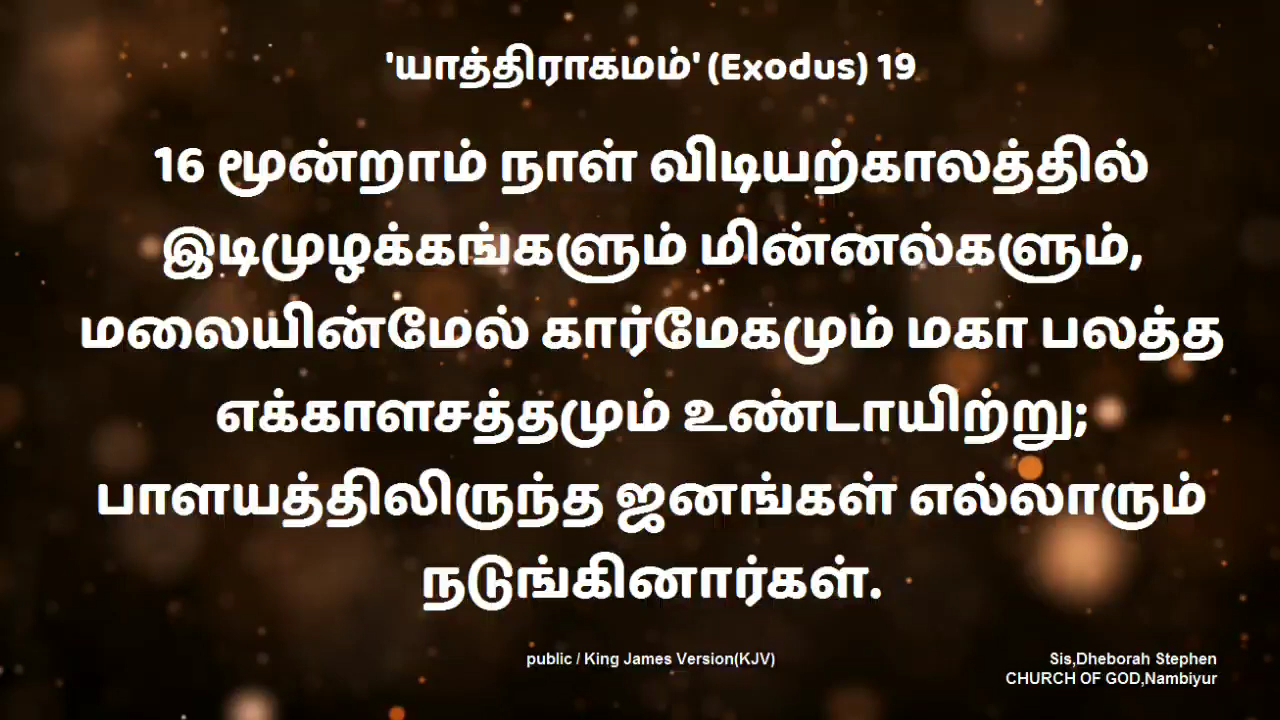 'யாத்திராகமம்' (Exodus) 19
16 மூன்றாம் நாள் விடியற்காலத்தில்
இடிமுழக்கங்களும் மின்னல்களும்,
மலையின்மேல் கார்மேகமும் மகா பலத்த
எக்காளசத்தமும் உண்டாயிற்று;
பாளயத்திலிருந்த ஜனங்கள் எல்லாரும்
நடுங்கினார்கள்.
public / King James Version(KJV)
Sis,Dheborah Stephen
CHURCH OF GOD,Nambiyur